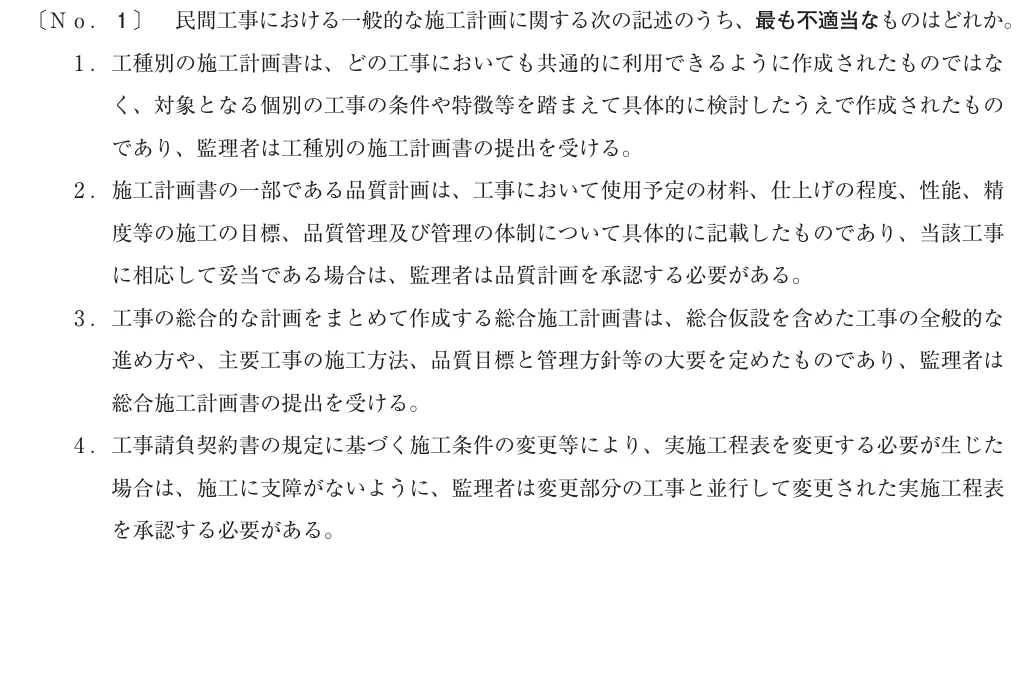 〔Ｎｏ． １〕 民間工事における一般的な施工計画に関する次の記述のうち、最も不適当なものはどれか。
１．工種別の施工計画書は、どの工事においても共通的に利用できるように作成されたものではな
く、対象となる個別の工事の条件や特徴等を踏まえて具体的に検討したうえで作成されたもの
であり、監理者は工種別の施工計画書の提出を受ける。
２．施工計画書の一部である品質計画は、工事において使用予定の材料、仕上げの程度、性能、精
度等の施工の目標、品質管理及び管理の体制について具体的に記載したものであり、当該工事
に相応して妥当である場合は、監理者は品質計画を承認する必要がある。
３．工事の総合的な計画をまとめて作成する総合施工計画書は、総合仮設を含めた工事の全般的な
進め方や、主要工事の施工方法、品質目標と管理方針等の大要を定めたものであり、監理者は
総合施工計画書の提出を受ける。
４．工事請負契約書の規定に基づく施工条件の変更等により、実施工程表を変更する必要が生じた
場合は、施工に支障がないように、監理者は変更部分の工事と並行して変更された実施工程表
を承認する必要がある。